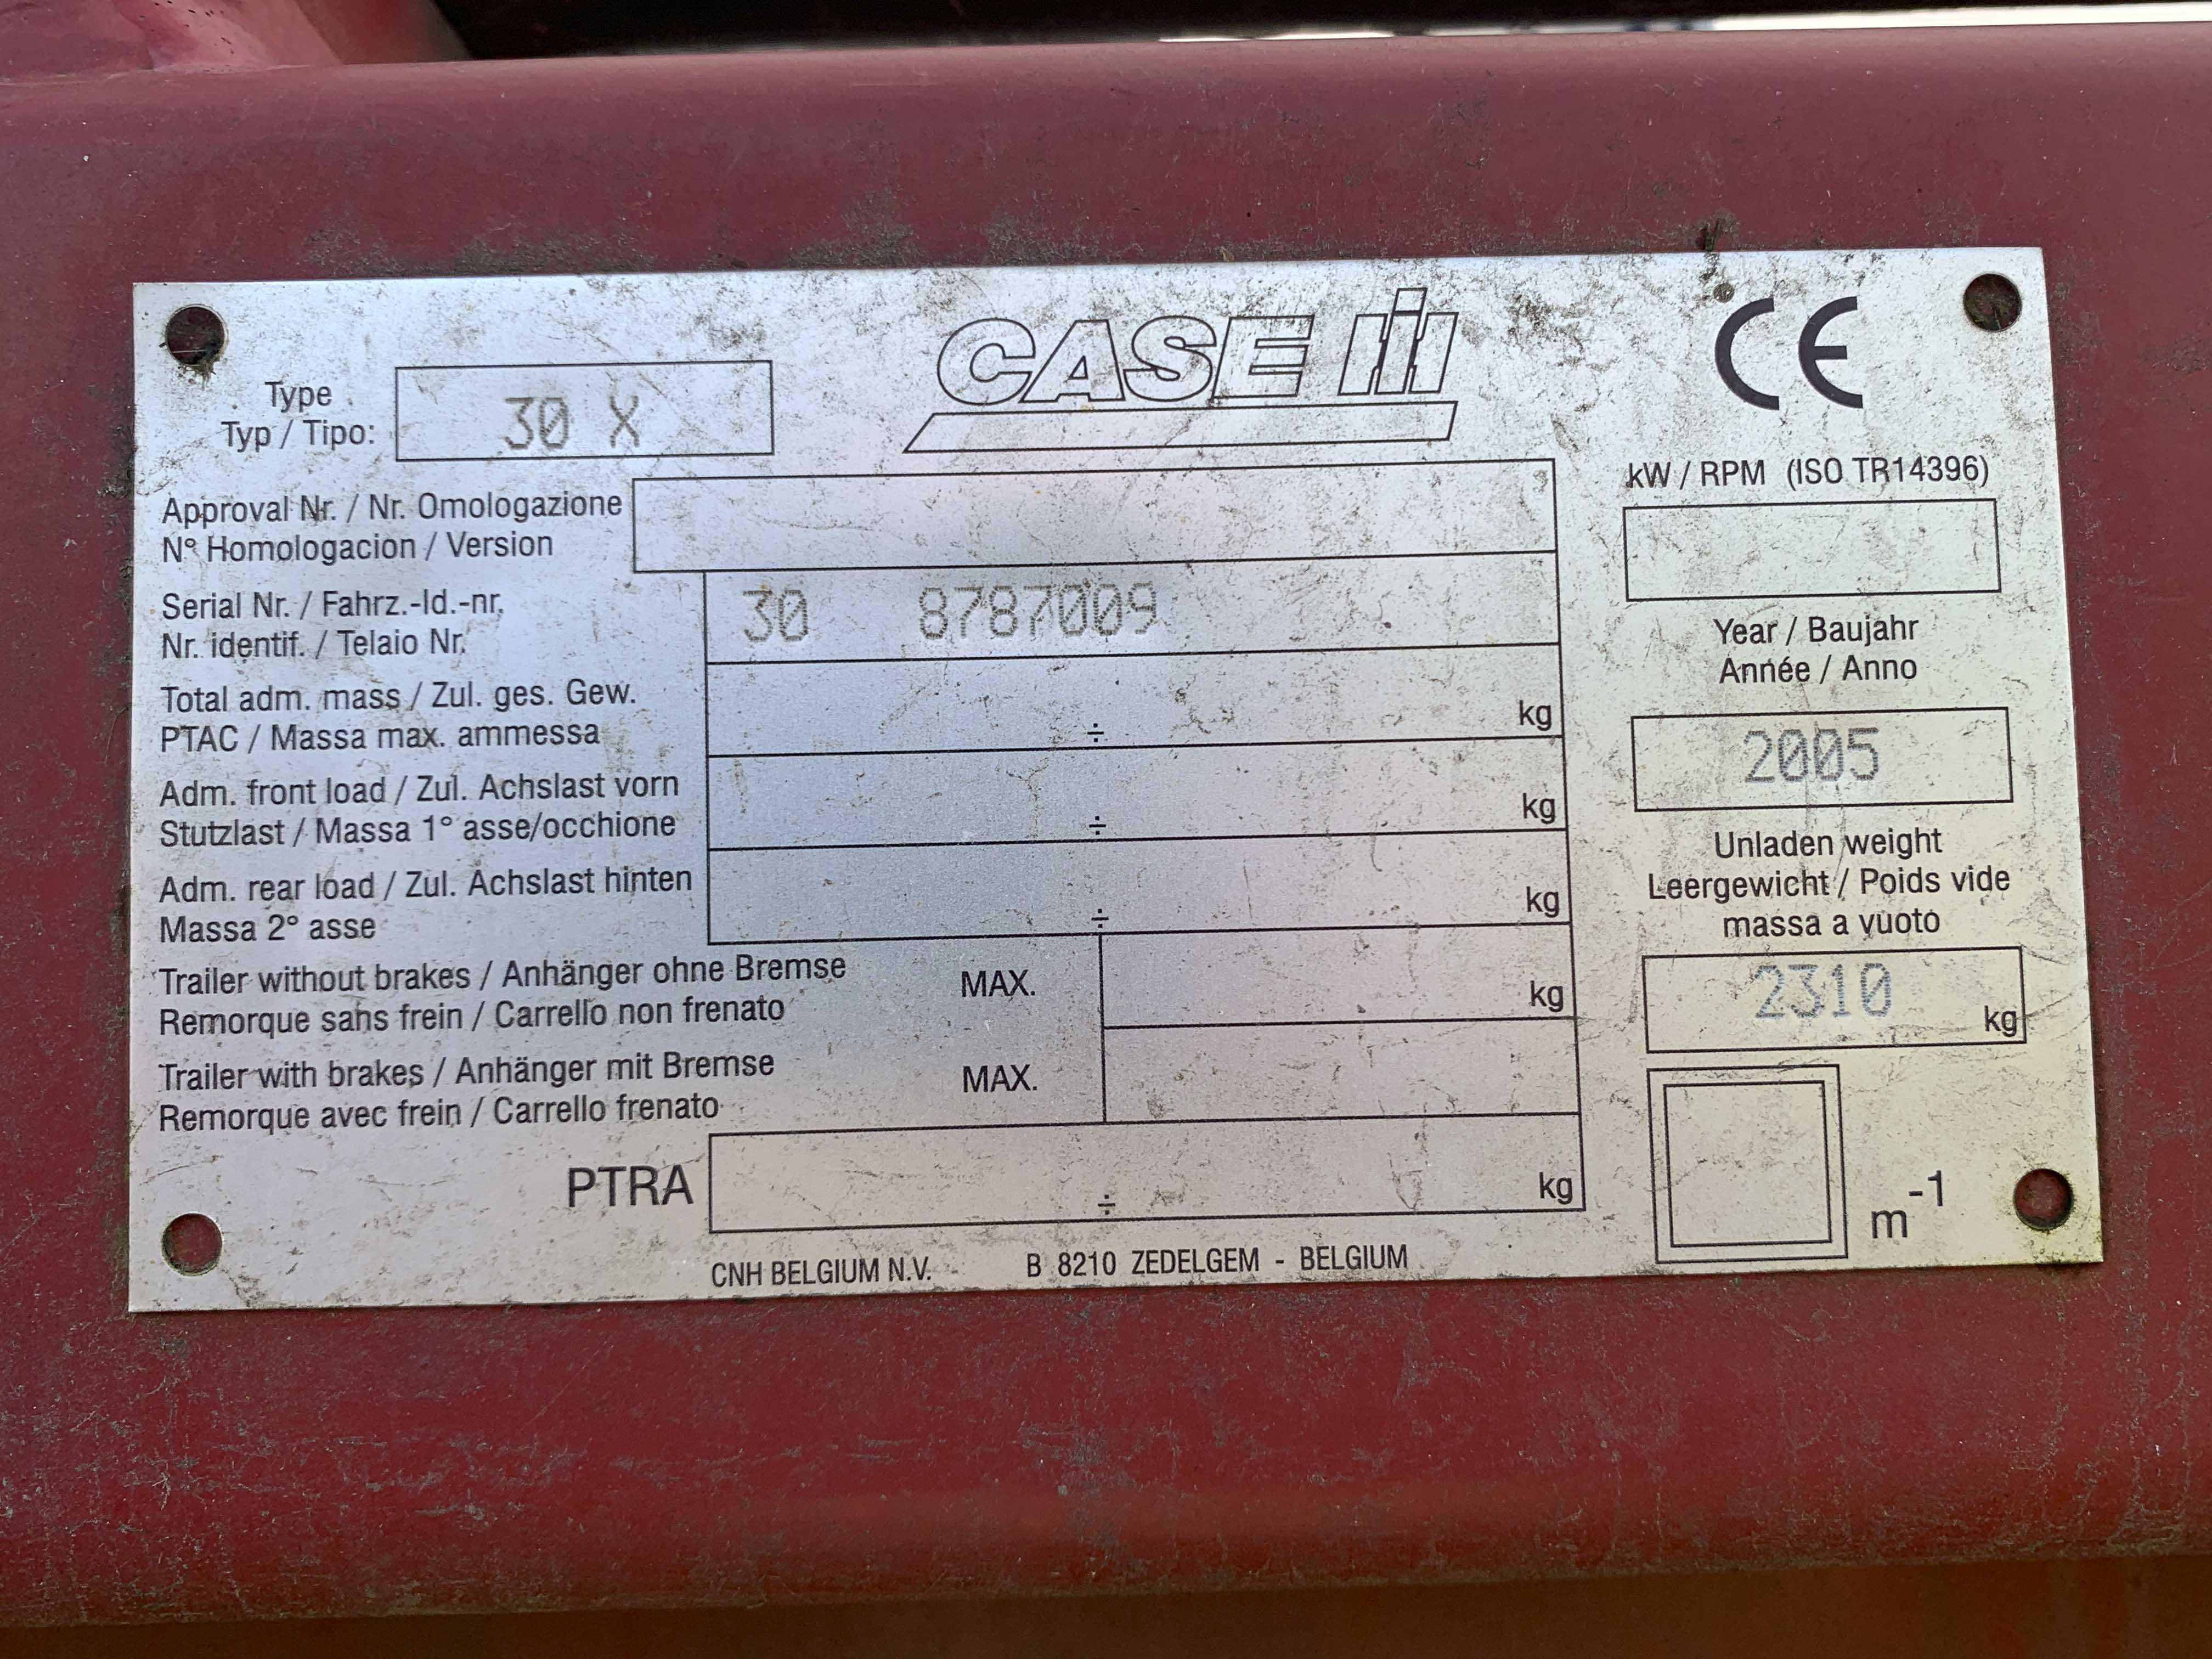 CASE IH
CE
Type
Typ / Tipo:
30 X
Approval Nr. / Nr. Omologazione
N° Homologacion / Version
Serial Nr. / Fahrz.-Id.-nr.
Nr. identif. / Telaio Nr.
30 8787009
Total adm. mass / Zul. ges. Gew.
PTAC / Massa max. ammessa
÷ kg
Adm. front load / Zul. Achslast vorn
Stutzlast / Massa 1° asse/occhione
÷ kg
Adm. rear load / Zul. Achslast hinten
Massa 2° asse
÷ kg
Trailer without brakes / Anhänger ohne Bremse
Remorque sans frein / Carrello non frenato
MAX. kg
Trailer with brakes / Anhänger mit Bremse
Remorque avec frein / Carrello frenato
MAX.
PTRA ÷ kg
CNH BELGIUM N.V. B 8210 ZEDELGEM - BELGIUM
kW / RPM (ISO TR14396)
Year / Baujahr
Année / Anno
2005
Unladen weight
Leergewicht / Poids vide
massa a vuoto
2310 kg
m-1